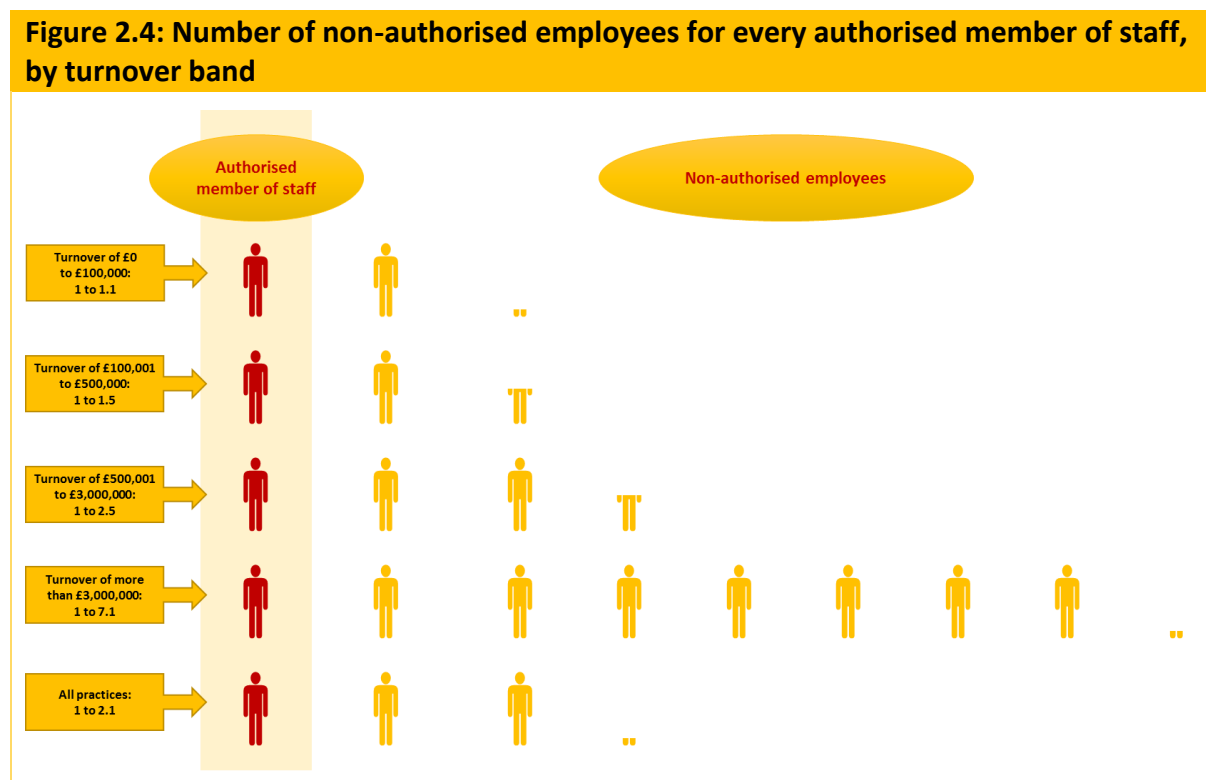 Figure 2.4: Number of non-authorised employees for every authorised member of staff,
by turnover band
Authorised
member of staff
Non-authorised employees
Turnover of £0
to £100,000:
1 to 1.1
Turnover of £100,001
to £500,000:
1 to 1.5
Turnover of £500,001
to £3,000,000:
1 to 2.5
Turnover of more
than £3,000,000:
1 to 7.1
All practices:
1 to 2.1